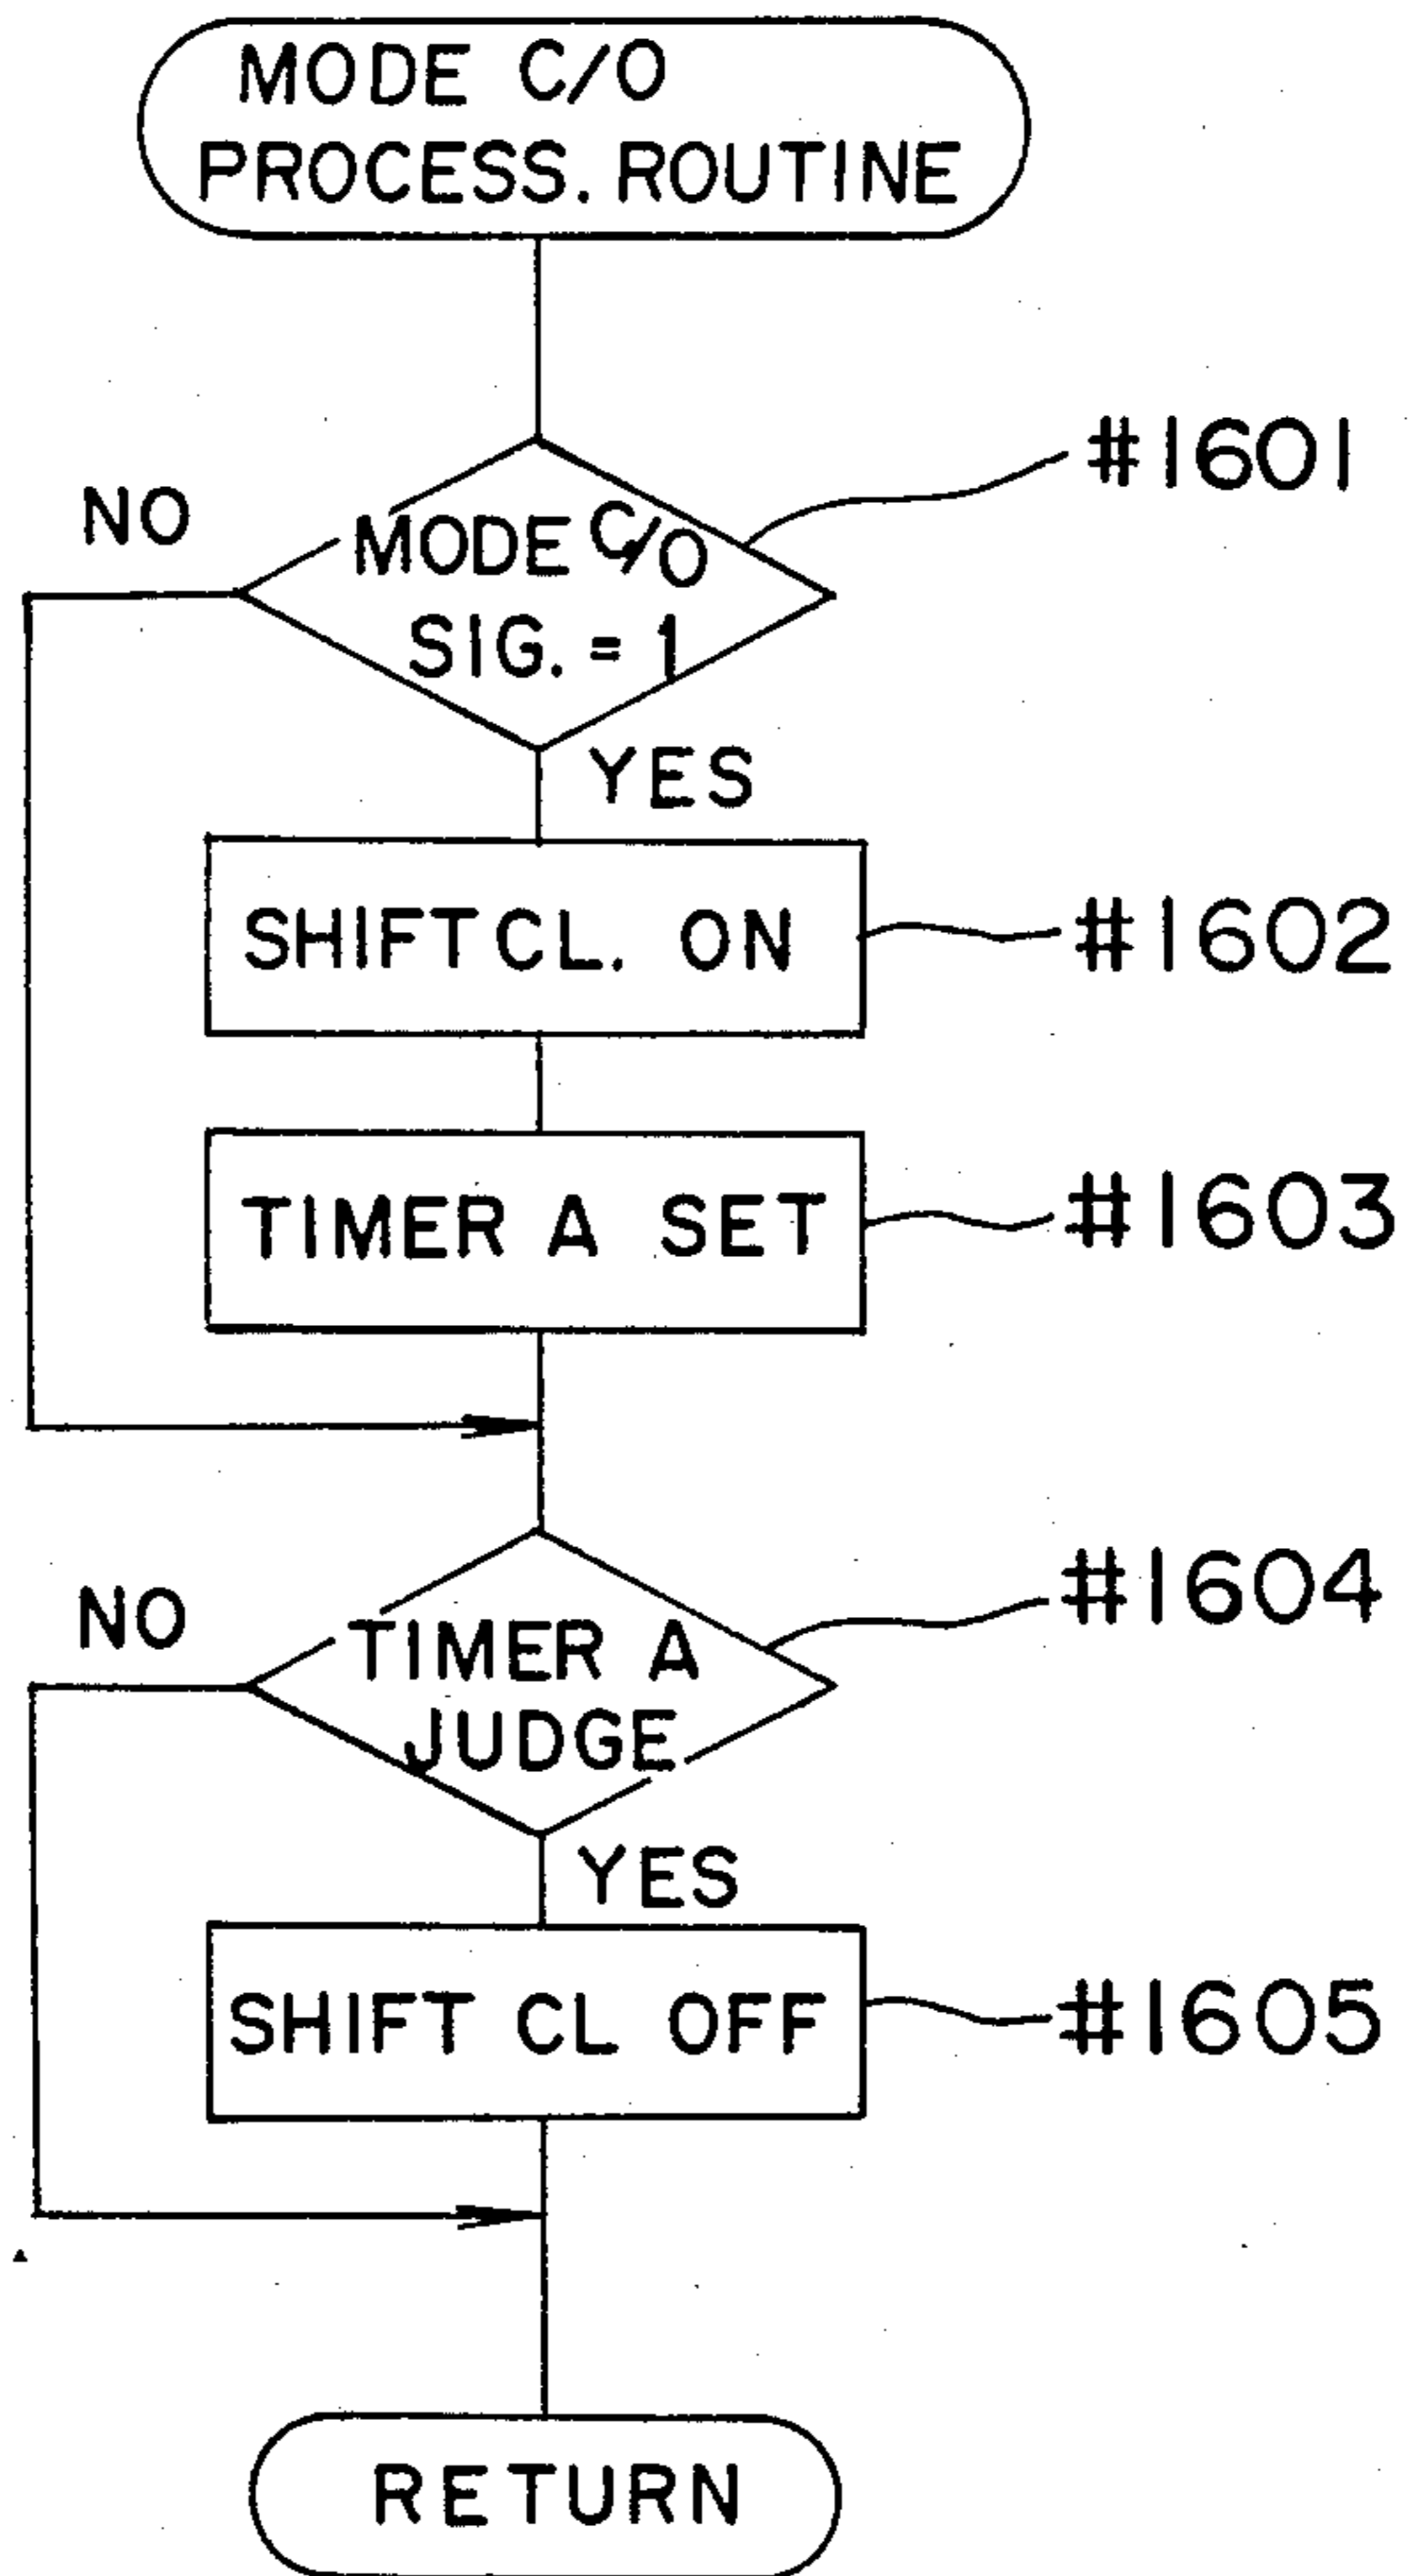 MODE C/O
PROCESS. ROUTINE
#1601
NO
MODE C/O
SIG. = 1
YES
SHIFT CL. ON
#1602
TIMER A SET
#1603
#1604
NO
TIMER A
JUDGE
YES
SHIFT CL OFF
#1605
RETURN